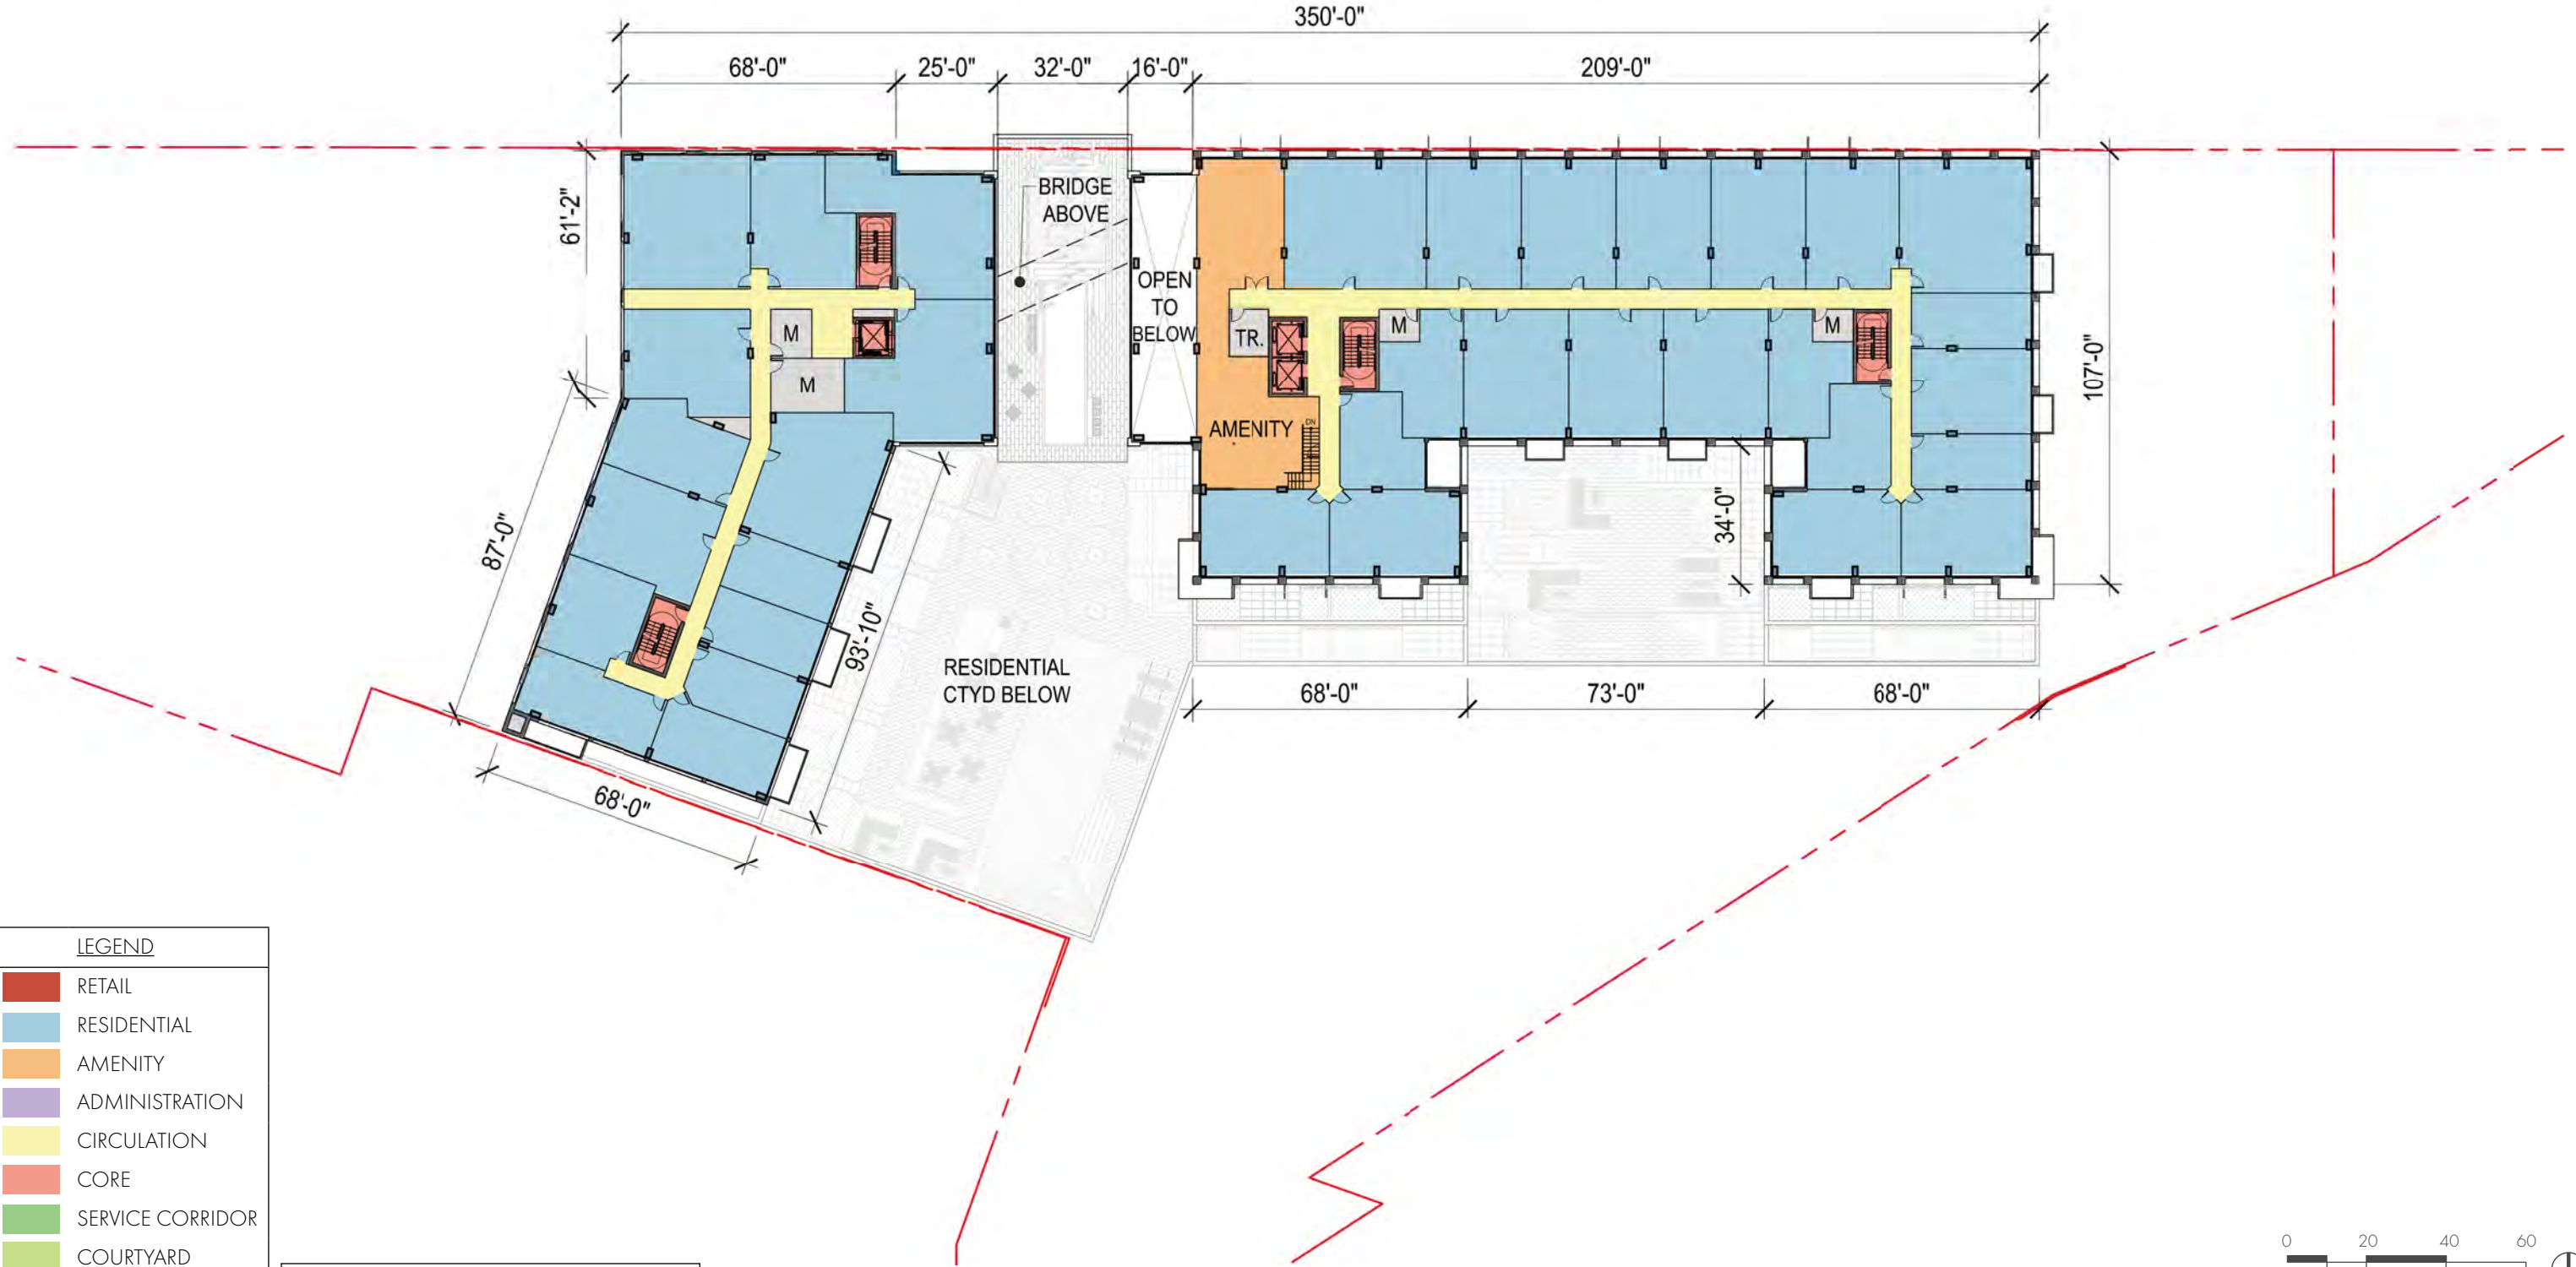 350'-0"
68'-0"
25'-0"
32'-0"
16'-0"
209'-0"
61'-2"
BRIDGE
ABOVE
OPEN
TO
BELOW
M
M
TR.
M
M
AMENITY
DN
107'-0"
87'-0"
93'-10"
34'-0"
RESIDENTIAL
CTYD BELOW
68'-0"
73'-0"
68'-0"
68'-0"
LEGEND
RETAIL
RESIDENTIAL
AMENITY
ADMINISTRATION
CIRCULATION
CORE
SERVICE CORRIDOR
COURTYARD
0 20 40 60